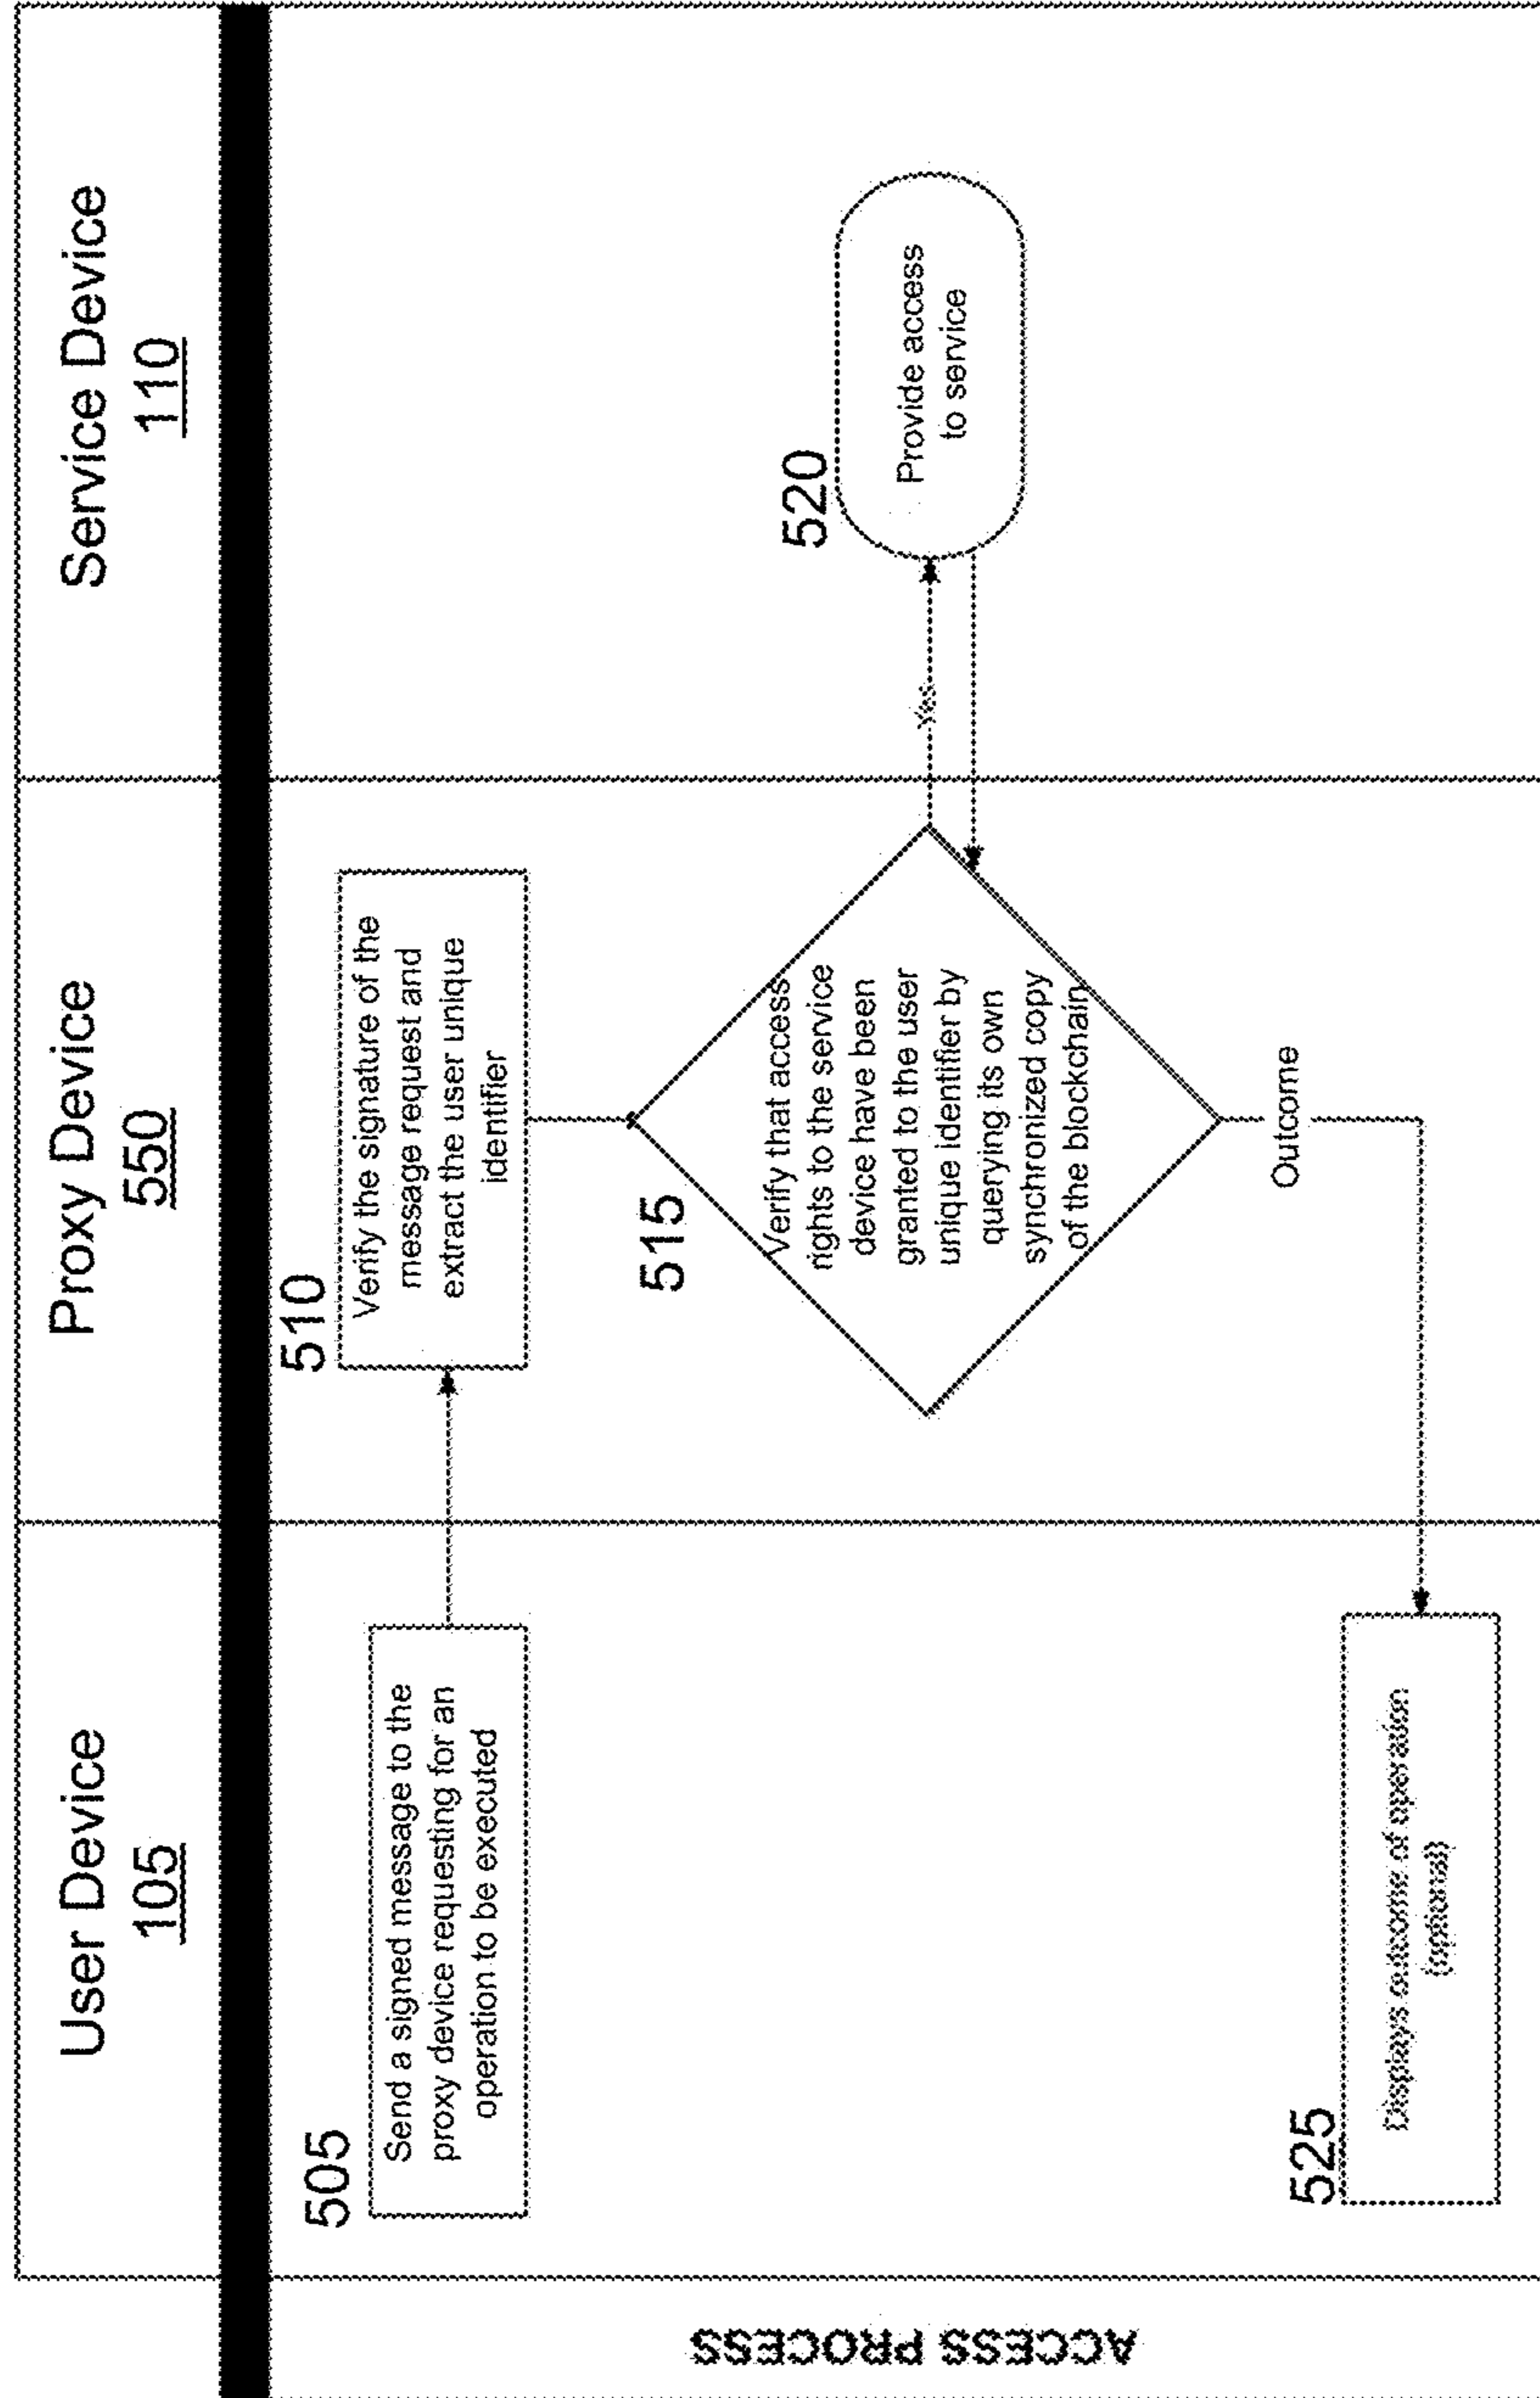 User Device
105
Proxy Device
550
Service Device
110
ACCESS PROCESS
505
Send a signed message to the
proxy device requesting for an
operation to be executed
510
Verify the signature of the
message request and
extract the user unique
identifier
515
Verify that access
rights to the service
device have been
granted to the user
unique identifier by
querying its own
synchronized copy
of the blockchain
Yes
520
Provide access
to service
Outcome
525
Displays outcome of operation
(optional)